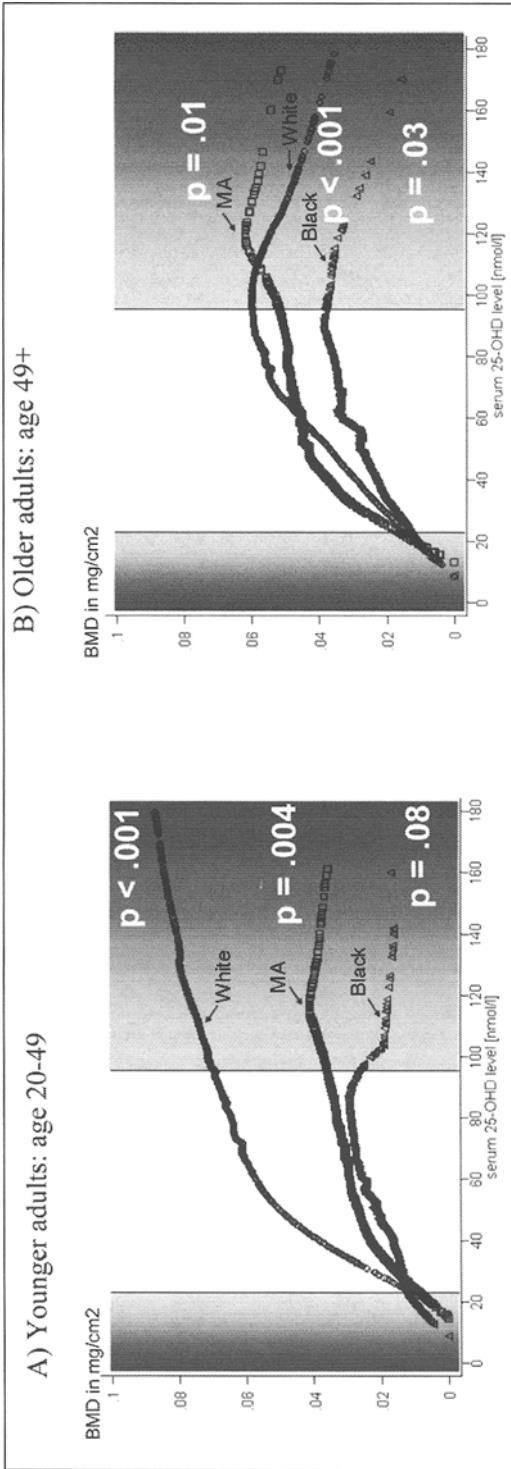 A) Younger adults: age 20-49
BMD in mg/cm2
.1
.08
.06
.04
.02
0
p < .001
White
MA
p = .004
Black
p = .08
0 20 40 60 80 100 120 140 160 180
serum 25-OHD level [nmol/l]
B) Older adults: age 49+
BMD in mg/cm2
.1
.08
.06
.04
.02
0
p = .01
MA
White
p < .001
Black
p = .03
0 20 40 60 80 100 120 140 160 180
serum 25-OHD level [nmol/l]